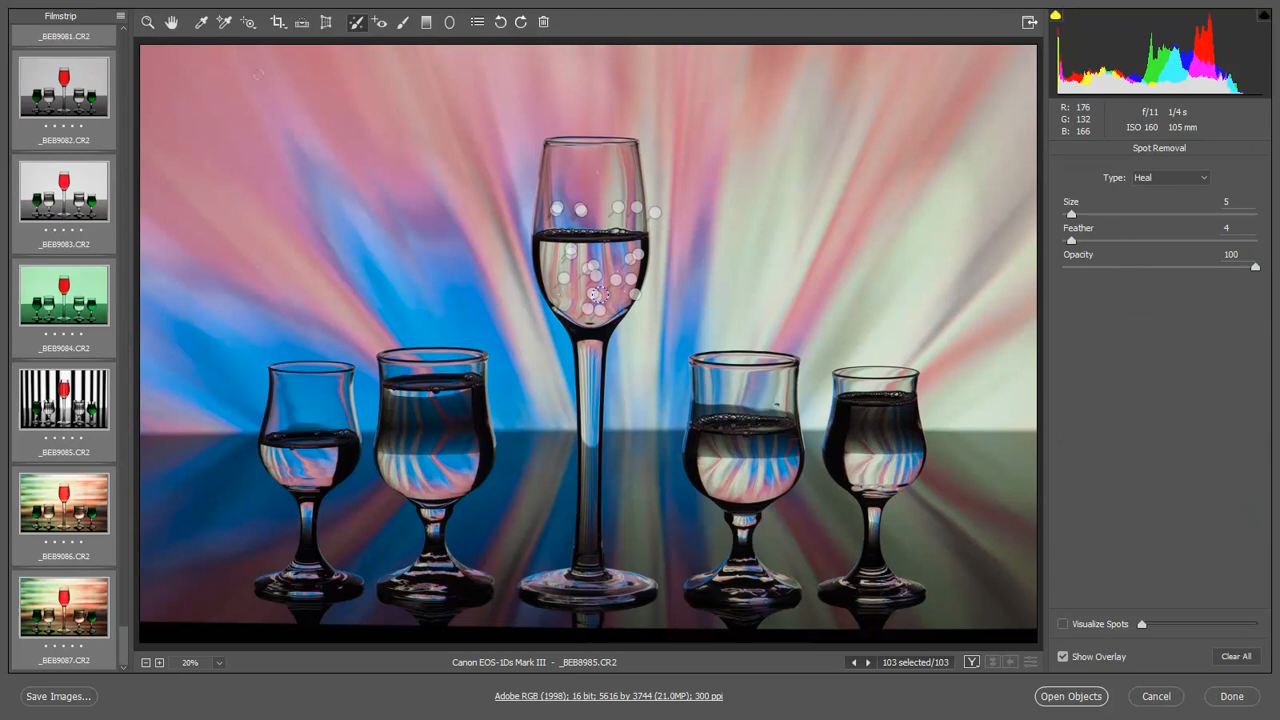 Filmstrip
_BEB9081.CR2
_BEB9082.CR2
_BEB9083.CR2
_BEB9084.CR2
_BEB9085.CR2
_BEB9086.CR2
_BEB9087.CR2
R: 176
G: 132
B: 166
f/11 1/4 s
ISO 160 105 mm
Spot Removal
Type: Heal
Size 5
Feather 4
Opacity 100
Visualize Spots
Show Overlay
Clear All
20%
Canon EOS-1Ds Mark III - _BEB8985.CR2
103 selected/103
Y
Save Images...
Adobe RGB (1998); 16 bit; 5616 by 3744 (21.0MP); 300 ppi
Open Objects
Cancel
Done